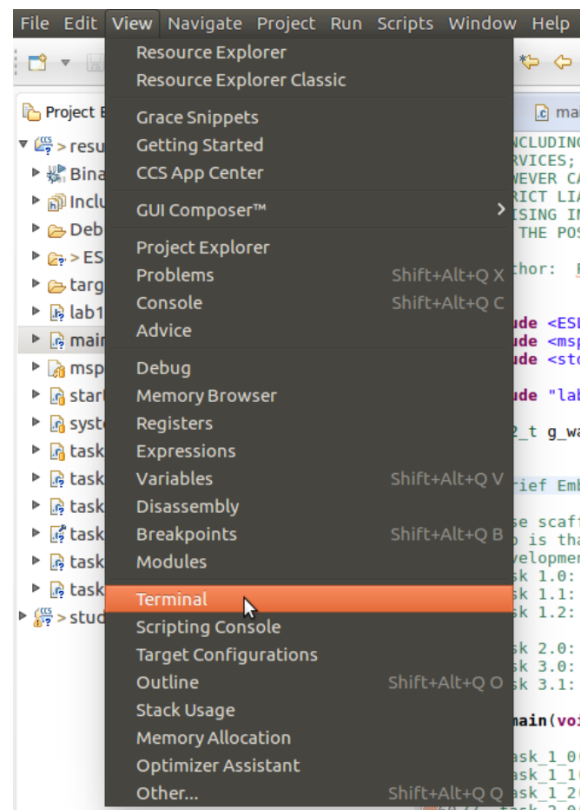 File Edit View Navigate Project Run Scripts Window Help
Resource Explorer
Resource Explorer Classic
Grace Snippets
Getting Started
CCS App Center
GUI Composer™
Project Explorer
Problems Shift+Alt+Q X
Console Shift+Alt+Q C
Advice
Debug
Memory Browser
Registers
Expressions
Variables Shift+Alt+Q V
Disassembly
Breakpoints Shift+Alt+Q B
Modules
Terminal
Scripting Console
Target Configurations
Outline Shift+Alt+Q O
Stack Usage
Memory Allocation
Optimizer Assistant
Other... Shift+Alt+Q Q
Project E
> resu
Bina
Inclu
Deb
> ES
targ
lab1
main
msp
star
syst
task
task
task
task
task
task
> stud
mai
NCLUDING
RVICES;
WEVER CA
RICT LIA
ISING IN
THE POS
thor:
ude <ESL
ude <msp
ude <sto
ude "lab
2_t g_wa
rief Emb
se scaff
is tha
velopmen
sk 1.0:
sk 1.1:
sk 1.2:
sk 2.0:
sk 3.0:
sk 3.1:
main(voi
ask_1_0(
ask_1_1(
ask_1_2(